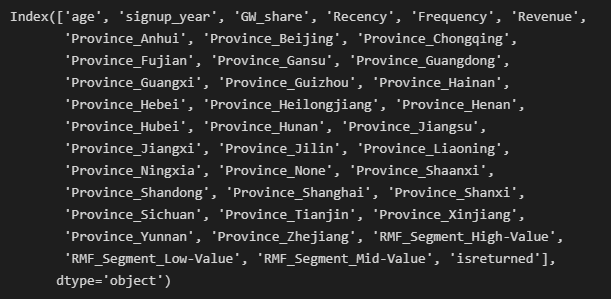 Index(['age', 'signup_year', 'GW_share', 'Recency', 'Frequency', 'Revenue',
'Province_Anhui', 'Province_Beijing', 'Province_Chongqing',
'Province_Fujian', 'Province_Gansu', 'Province_Guangdong',
'Province_Guangxi', 'Province_Guizhou', 'Province_Hainan',
'Province_Hebei', 'Province_Heilongjiang', 'Province_Henan',
'Province_Hubei', 'Province_Hunan', 'Province_Jiangsu',
'Province_Jiangxi', 'Province_Jilin', 'Province_Liaoning',
'Province_Ningxia', 'Province_None', 'Province_Shaanxi',
'Province_Shandong', 'Province_Shanghai', 'Province_Shanxi',
'Province_Sichuan', 'Province_Tianjin', 'Province_Xinjiang',
'Province_Yunnan', 'Province_Zhejiang', 'RMF_Segment_High-Value',
'RMF_Segment_Low-Value', 'RMF_Segment_Mid-Value', 'isreturned'],
dtype='object')